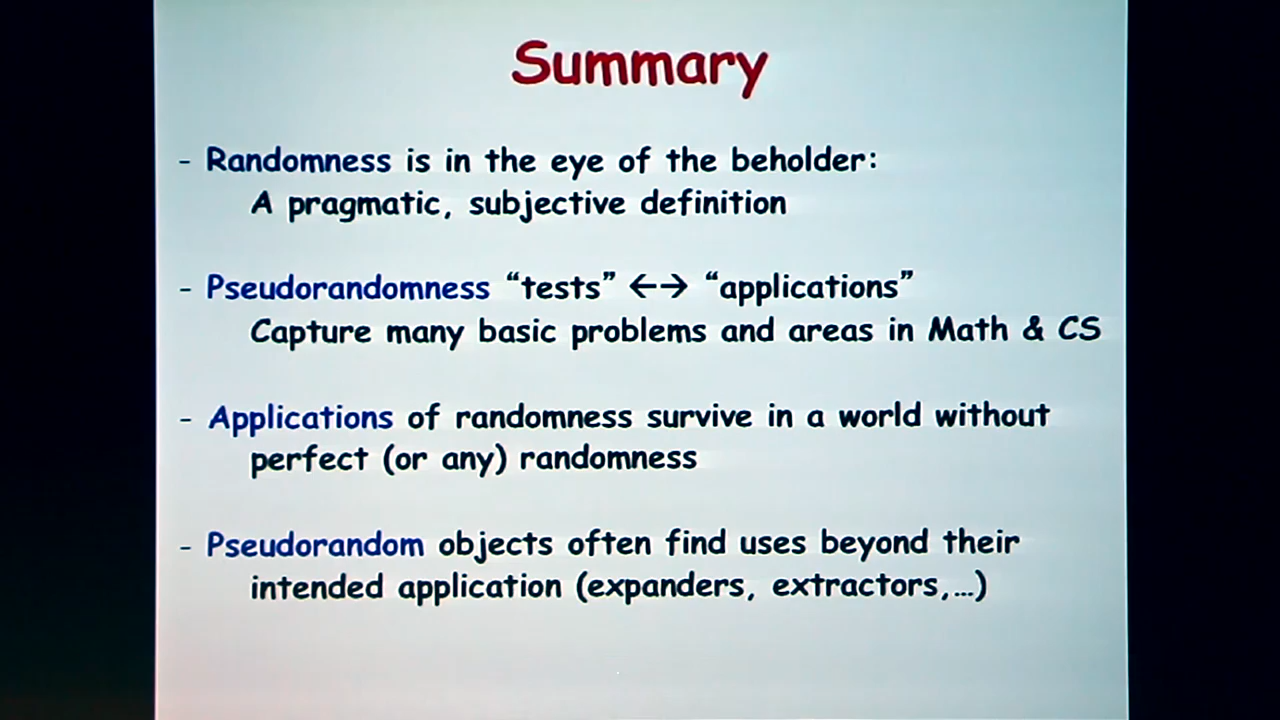 Summary
- Randomness is in the eye of the beholder:
A pragmatic, subjective definition
- Pseudorandomness “tests” ←→ “applications”
Capture many basic problems and areas in Math & CS
- Applications of randomness survive in a world without
perfect (or any) randomness
- Pseudorandom objects often find uses beyond their
intended application (expanders, extractors,…)